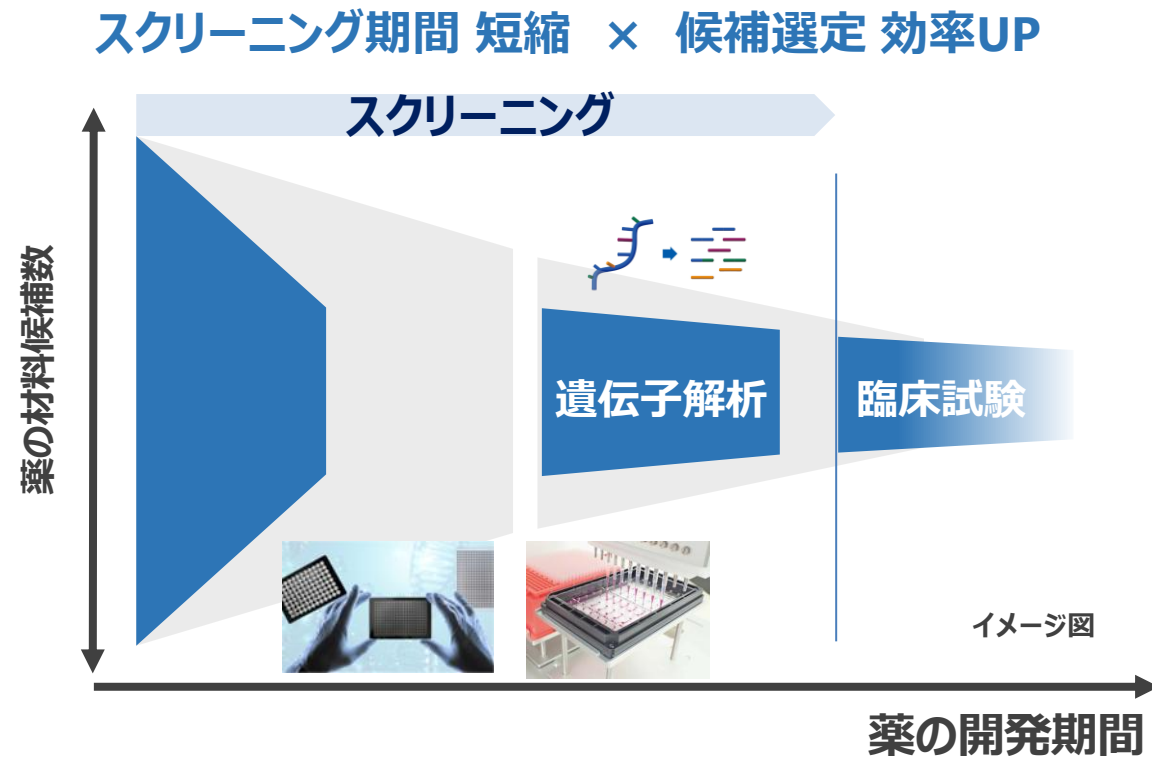 スクリーニング期間 短縮 × 候補選定 効率UP
スクリーニング
薬の材料候補数
遺伝子解析
臨床試験
イメージ図
薬の開発期間